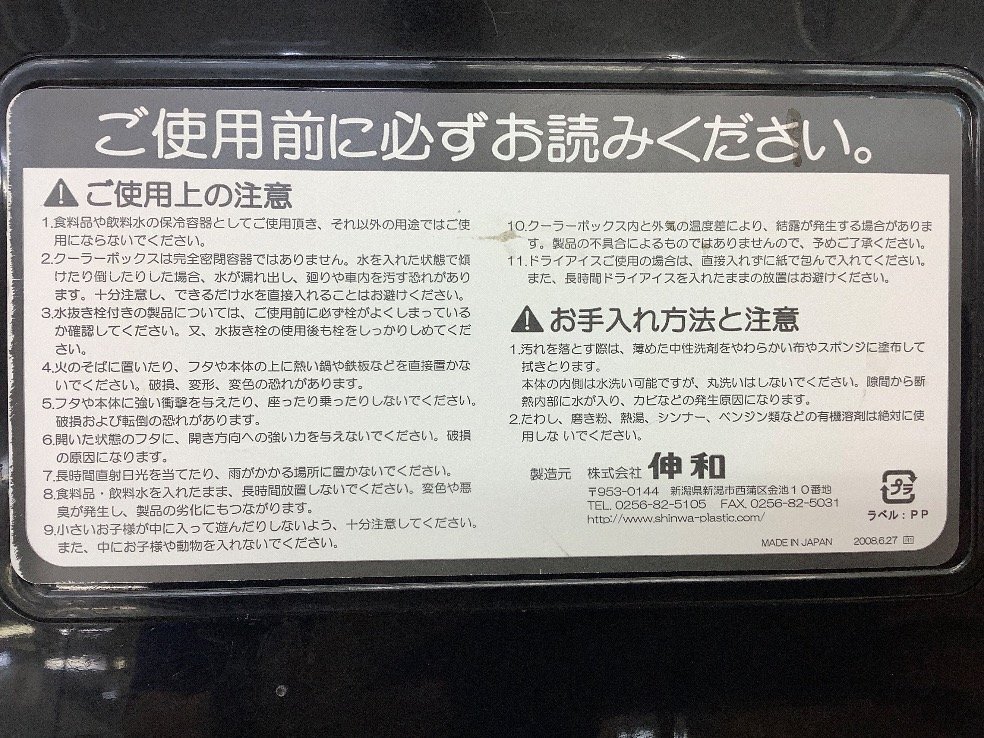 ご使用前に必ずお読みください。
⚠ご使用上の注意
1.食料品や飲料水の保冷容器としてご使用頂き、それ以外の用途ではご使
用にならないでください。
2.クーラーボックスは完全密閉容器ではありません。水を入れた状態で傾
けたり倒したりした場合、水が漏れ出し、廻りや車内を汚す恐れがあり
ます。十分注意し、できるだけ水を直接入れることはお避けください。
3.水抜き栓付きの製品については、ご使用前に必ず栓がよくしまっている
か確認してください。又、水抜き栓の使用後も栓をしっかりしめてくだ
さい。
4.火のそばに置いたり、フタや本体の上に熱い鍋や鉄板などを直接置かな
いでください。破損、変形、変色の恐れがあります。
5.フタや本体に強い衝撃を与えたり、座ったり乗ったりしないでください。
破損および転倒の恐れがあります。
6.開いた状態のフタに、開き方向への強い力を与えないでください。破損
の原因になります。
7.長時間直射日光を当てたり、雨がかかる場所に置かないでください。
8.食料品・飲料水を入れたまま、長時間放置しないでください。変色や悪
臭が発生し、製品の劣化にもつながります。
9.小さいお子様が中に入って遊んだりしないよう、十分注意してください。
また、中にお子様や動物を入れないでください。
10.クーラーボックス内と外気の温度差により、結露が発生する場合がありま
す。製品の不具合によるものではありませんので、予めご了承ください。
11.ドライアイスご使用の場合は、直接入れずに紙で包んで入れてください。
また、長時間ドライアイスを入れたままの放置はお避けください。
⚠お手入れ方法と注意
1.汚れを落とす際は、薄めた中性洗剤をやわらかい布やスポンジに塗布して
拭きとります。
本体の内側は水洗い可能ですが、丸洗いはしないでください。隙間から断
熱内部に水が入り、カビなどの発生原因になります。
2.たわし、磨き粉、熱湯、シンナー、ベンジン類などの有機溶剤は絶対に使
用しな いでください。
製造元 株式会社 伸和
〒953-0144 新潟県新潟市西蒲区金池10番地
TEL. 0256-82-5105 FAX. 0256-82-5031
http://www.shinwa-plastic.com/
プラ
ラベル：PP
MADE IN JAPAN 2008.6.27